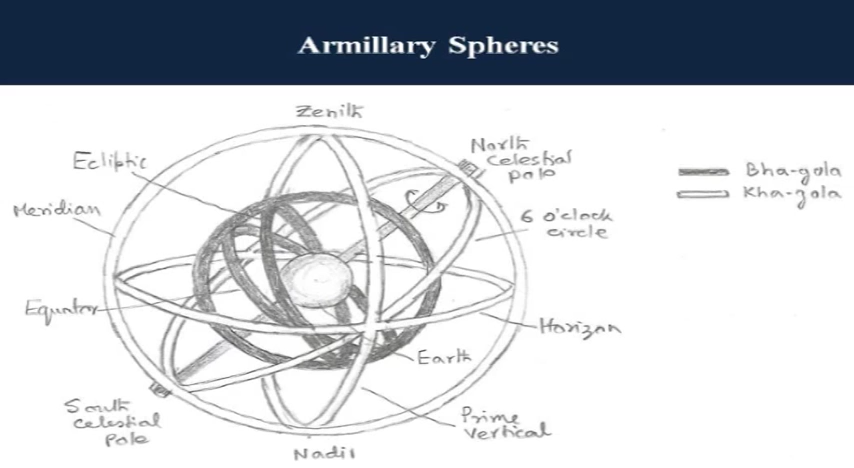 Armillary Spheres
Zenith
Ecliptic
North
celestial
pole
Bha-gola
Kha-gola
Meridian
6 o'clock
circle
Equator
Horizon
Earth
South
celestial
pole
Prime
vertical
Nadir